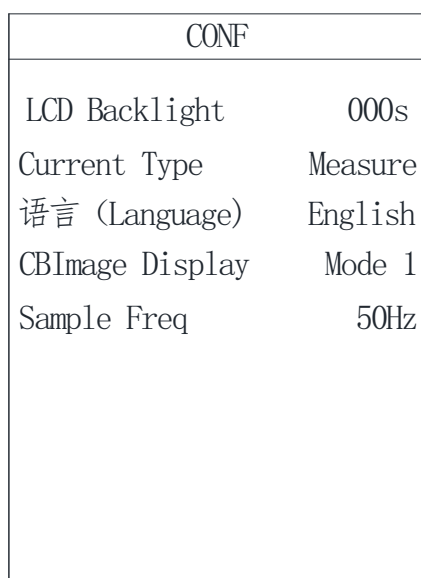 CONF
LCD Backlight 000s
Current Type Measure
语言 (Language) English
CBImage Display Mode 1
Sample Freq 50Hz